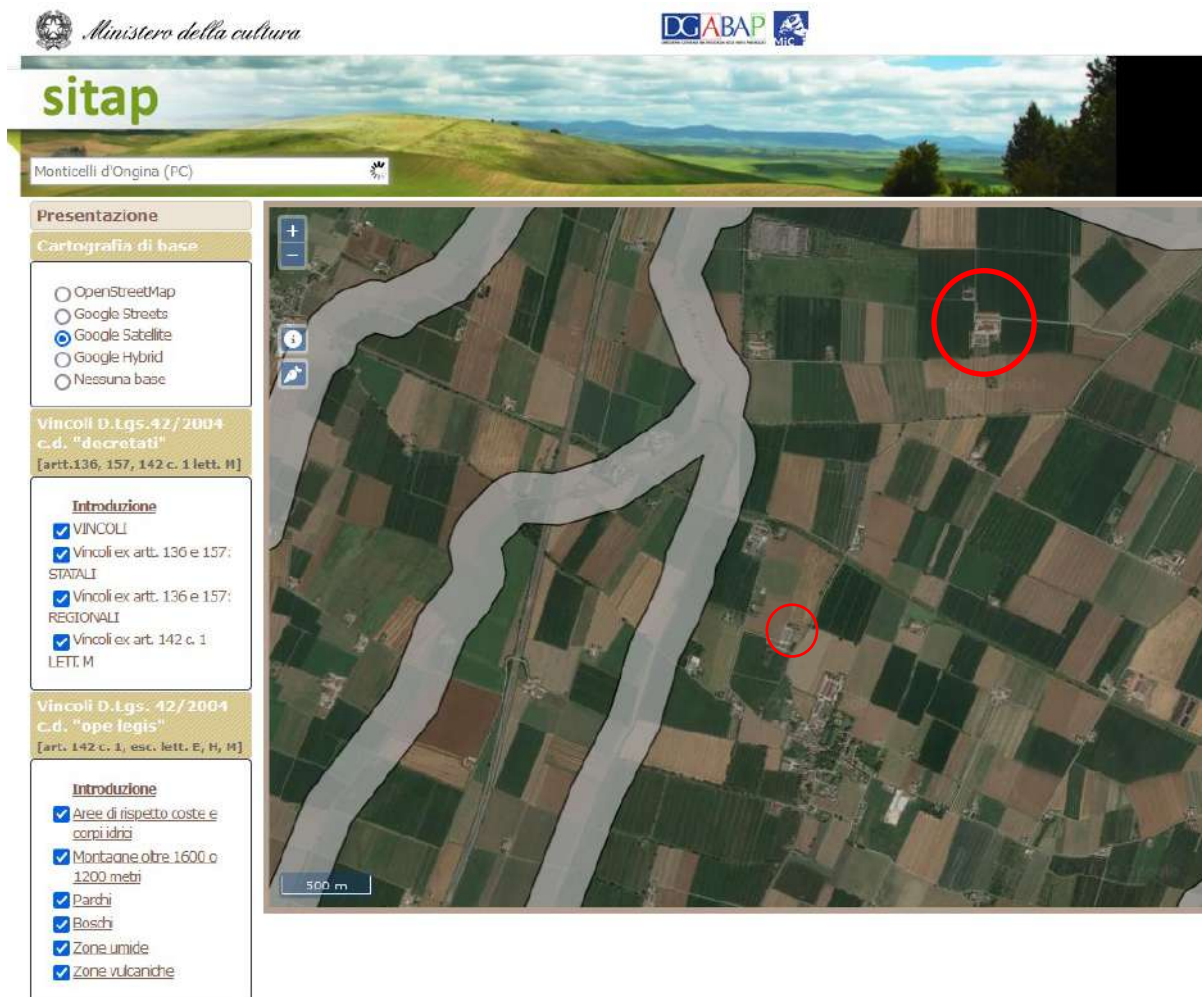 Ministero della cultura
DGABAP
MiC
sitap
Monticelli d'Ongina (PC)
Presentazione
Cartografia di base
OpenStreetMap
Google Streets
Google Satellite
Google Hybrid
Nessuna base
Vincoli D.Lgs.42/2004
c.d. "decretati"
[artt.136, 157, 142 c. 1 lett. M]
Introduzione
VINCOLI
Vincoli ex artt. 136 e 157:
STATALI
Vincoli ex artt. 136 e 157:
REGIONALI
Vincoli ex art. 142 c. 1
LETT. M
Vincoli D.Lgs. 42/2004
c.d. "ope legis"
[art. 142 c. 1, esc. lett. E, H, M]
Introduzione
Aree di rispetto coste e
corpi idrici
Montagne oltre 1600 o
1200 metri
Parchi
Boschi
Zone umide
Zone vulcaniche
+
−
i
500 m